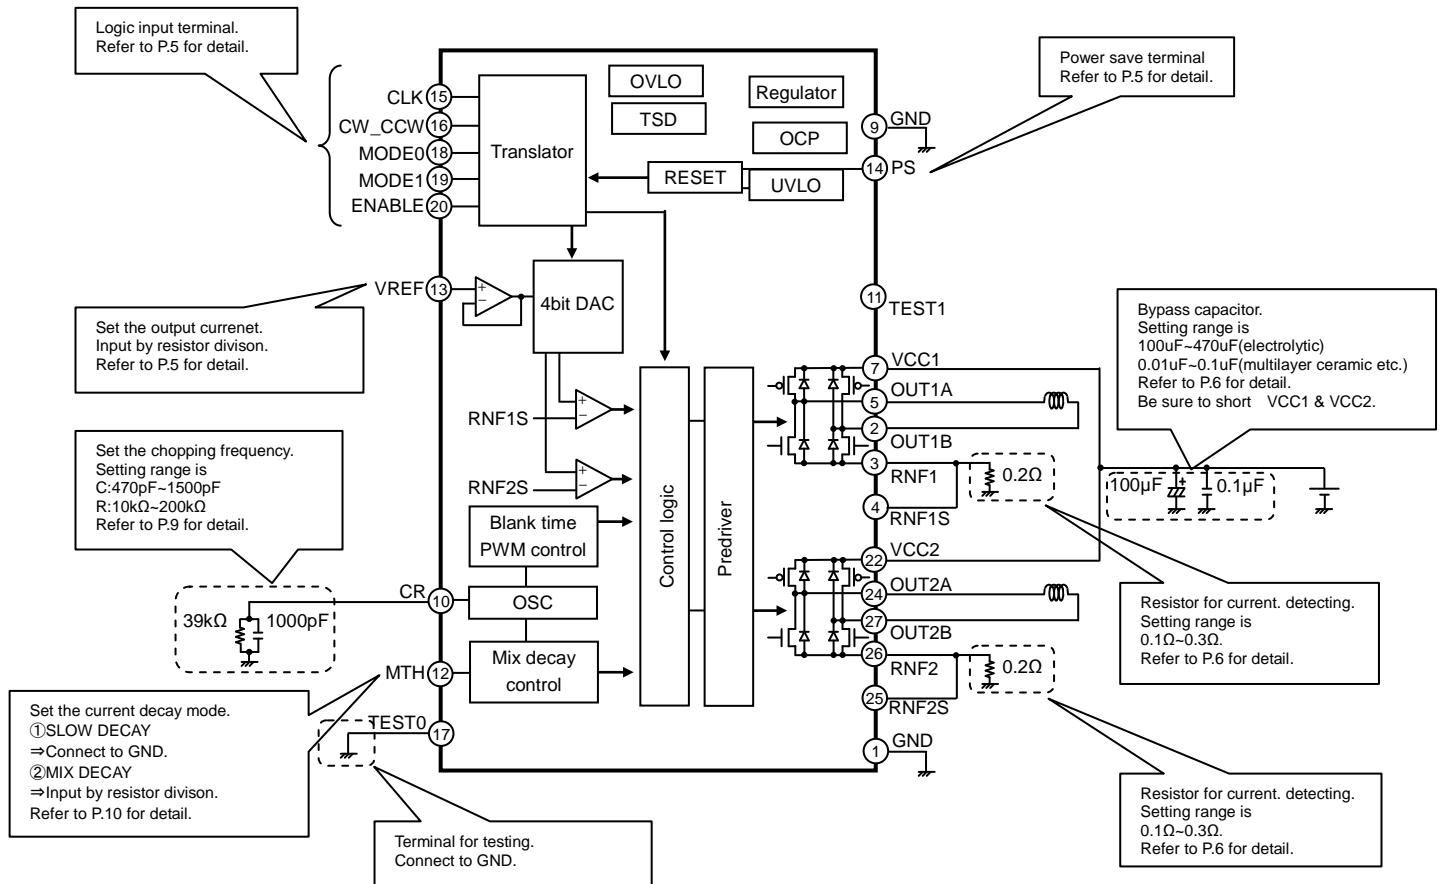 Logic input terminal.
Refer to P.5 for detail.
Power save terminal
Refer to P.5 for detail.
CLK 15
CW_CCW 16
MODE0 18
MODE1 19
ENABLE 20
Translator
OVLO
TSD
Regulator
OCP
RESET
UVLO
9 GND
14 PS
VREF 13
+
−
4bit DAC
11
TEST1
Set the output currenet.
Input by resistor divison.
Refer to P.5 for detail.
Bypass capacitor.
Setting range is
100uF~470uF(electrolytic)
0.01uF~0.1uF(multilayer ceramic etc.)
Refer to P.6 for detail.
Be sure to short VCC1 & VCC2.
7 VCC1
5 OUT1A
2
OUT1B
3
RNF1
4
RNF1S
0.2Ω
+
−
RNF1S
+
−
RNF2S
Control logic
Predriver
100µF
+
0.1µF
Set the chopping frequency.
Setting range is
C:470pF~1500pF
R:10kΩ~200kΩ
Refer to P.9 for detail.
Blank time
PWM control
OSC
Mix decay
control
39kΩ
1000pF
CR 10
MTH 12
TEST0
17
22 VCC2
24 OUT2A
27
OUT2B
26
RNF2
25
RNF2S
0.2Ω
1 GND
Resistor for current. detecting.
Setting range is
0.1Ω~0.3Ω.
Refer to P.6 for detail.
Set the current decay mode.
①SLOW DECAY
⇒Connect to GND.
②MIX DECAY
⇒Input by resistor divison.
Refer to P.10 for detail.
Terminal for testing.
Connect to GND.
Resistor for current. detecting.
Setting range is
0.1Ω~0.3Ω.
Refer to P.6 for detail.